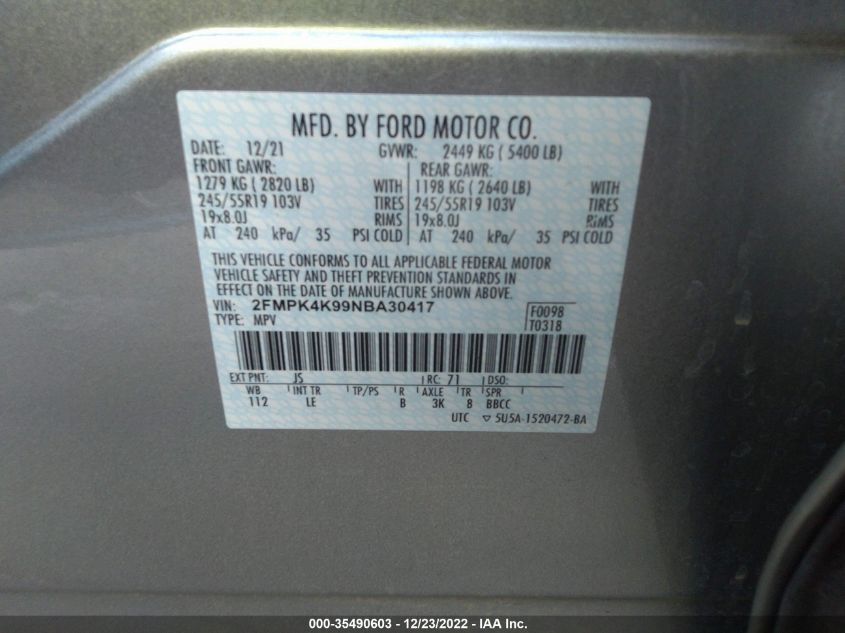 MFD. BY FORD MOTOR CO.
DATE: 12/21 GVWR: 2449 KG ( 5400 LB)
FRONT GAWR: REAR GAWR:
1279 KG ( 2820 LB) WITH 1198 KG ( 2640 LB) WITH
245/55R19 103V TIRES 245/55R19 103V TIRES
19x8.0J RIMS 19x8.0J RIMS
AT 240 kPa/ 35 PSI COLD AT 240 kPa/ 35 PSI COLD
THIS VEHICLE CONFORMS TO ALL APPLICABLE FEDERAL MOTOR
VEHICLE SAFETY AND THEFT PREVENTION STANDARDS IN
EFFECT ON THE DATE OF MANUFACTURE SHOWN ABOVE.
VIN: 2FMPK4K99NBA30417 F0098
TYPE: MPV T0318
EXT PNT: JS RC: 71 DSO:
WB INT TR TP/PS R AXLE TR SPR
112 LE B 3K 8 BBCC
UTC ▽ 5U5A-1520472-BA
000-35490603 - 12/23/2022 - IAA Inc.